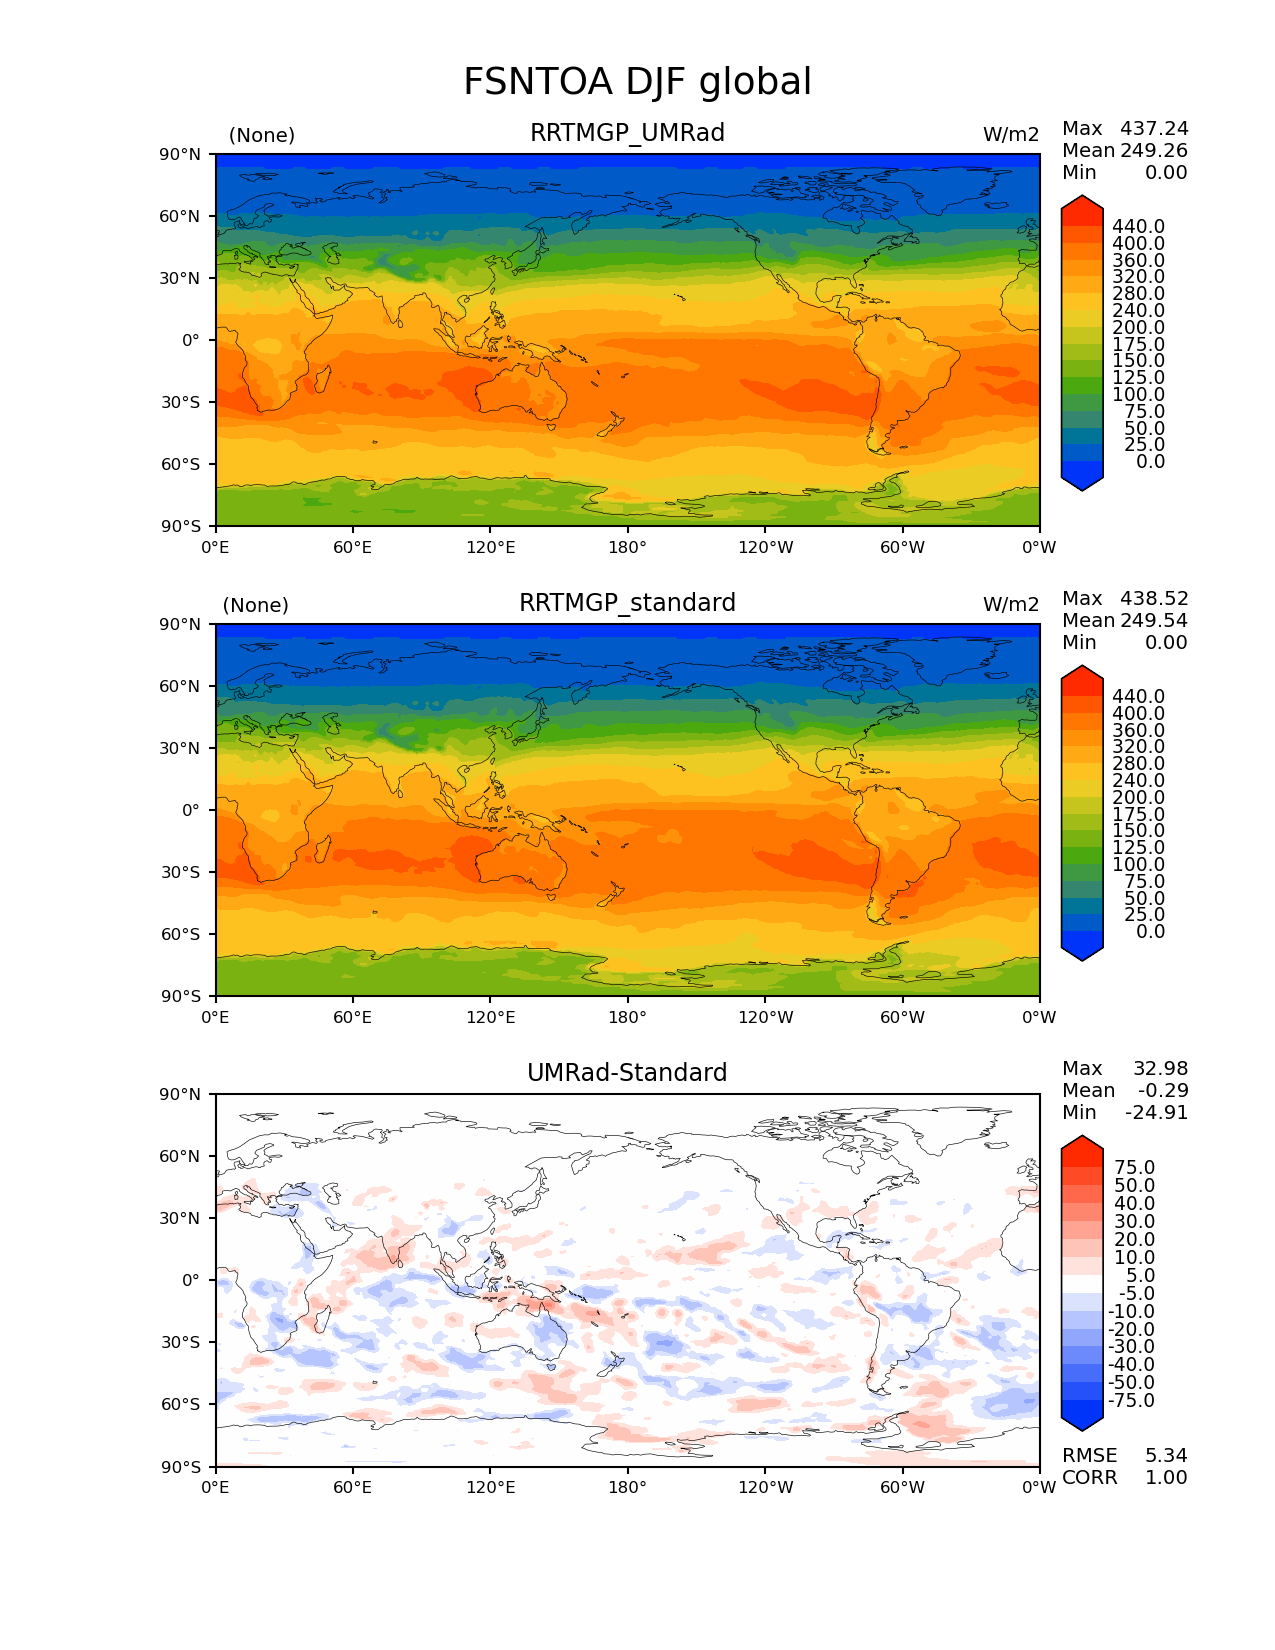 FSNTOA DJF global
(None) RRTMGP_UMRad W/m2
Max 437.24
Mean 249.26
Min 0.00
90°N
60°N
30°N
0°
30°S
60°S
90°S
0°E 60°E 120°E 180° 120°W 60°W 0°W
440.0
400.0
360.0
320.0
280.0
240.0
200.0
175.0
150.0
125.0
100.0
75.0
50.0
25.0
0.0
(None) RRTMGP_standard W/m2
Max 438.52
Mean 249.54
Min 0.00
90°N
60°N
30°N
0°
30°S
60°S
90°S
0°E 60°E 120°E 180° 120°W 60°W 0°W
440.0
400.0
360.0
320.0
280.0
240.0
200.0
175.0
150.0
125.0
100.0
75.0
50.0
25.0
0.0
UMRad-Standard
Max 32.98
Mean -0.29
Min -24.91
90°N
60°N
30°N
0°
30°S
60°S
90°S
0°E 60°E 120°E 180° 120°W 60°W 0°W
75.0
50.0
40.0
30.0
20.0
10.0
5.0
-5.0
-10.0
-20.0
-30.0
-40.0
-50.0
-75.0
RMSE 5.34
CORR 1.00